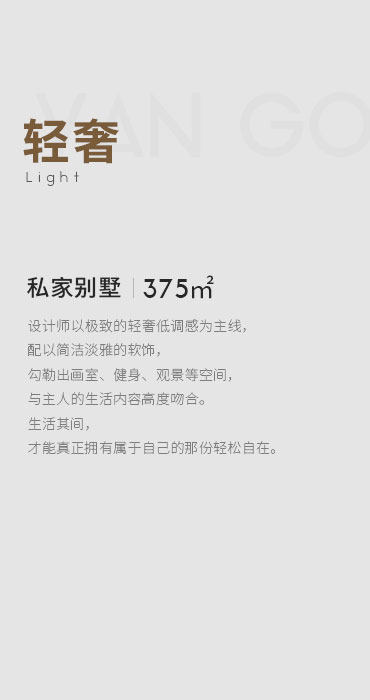 VAN GO
轻奢
Light
私家别墅 375㎡
设计师以极致的轻奢低调感为主线，
配以简洁淡雅的软饰，
勾勒出画室、健身、观景等空间，
与主人的生活内容高度吻合。
生活其间，
才能真正拥有属于自己的那份轻松自在。